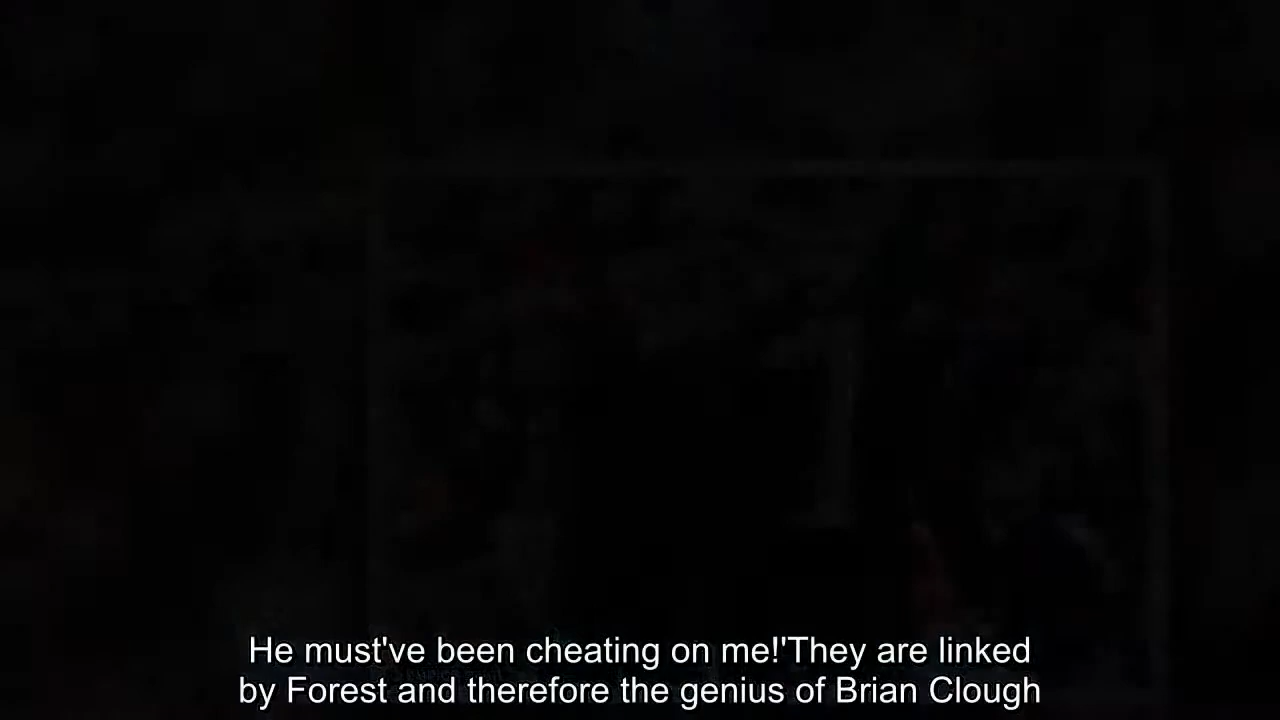 He must've been cheating on me!'They are linked
by Forest and therefore the genius of Brian Clough